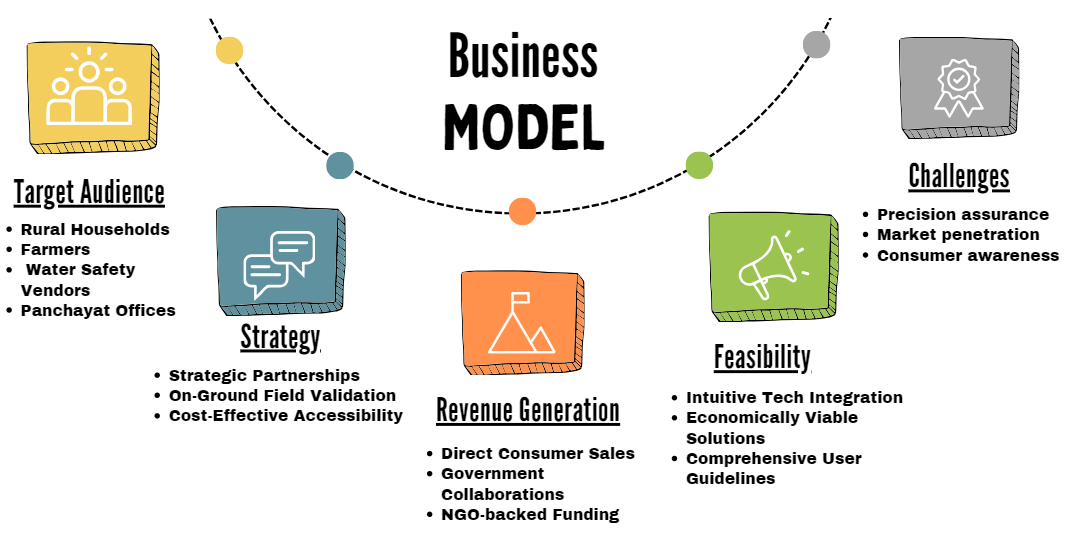 Business
MODEL
Target Audience
• Rural Households
• Farmers
• Water Safety
Vendors
• Panchayat Offices
Strategy
• Strategic Partnerships
• On-Ground Field Validation
• Cost-Effective Accessibility
Revenue Generation
• Direct Consumer Sales
• Government
Collaborations
• NGO-backed Funding
Feasibility
• Intuitive Tech Integration
• Economically Viable
Solutions
• Comprehensive User
Guidelines
Challenges
• Precision assurance
• Market penetration
• Consumer awareness